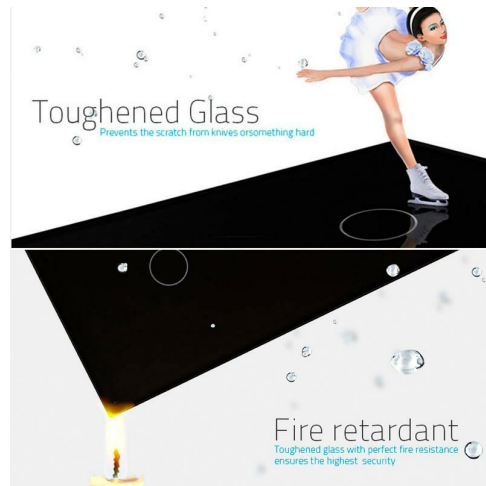 Toughened Glass
Prevents the scratch from knives orsomething hard
Fire retardant
Toughened glass with perfect fire resistance
ensures the highest security